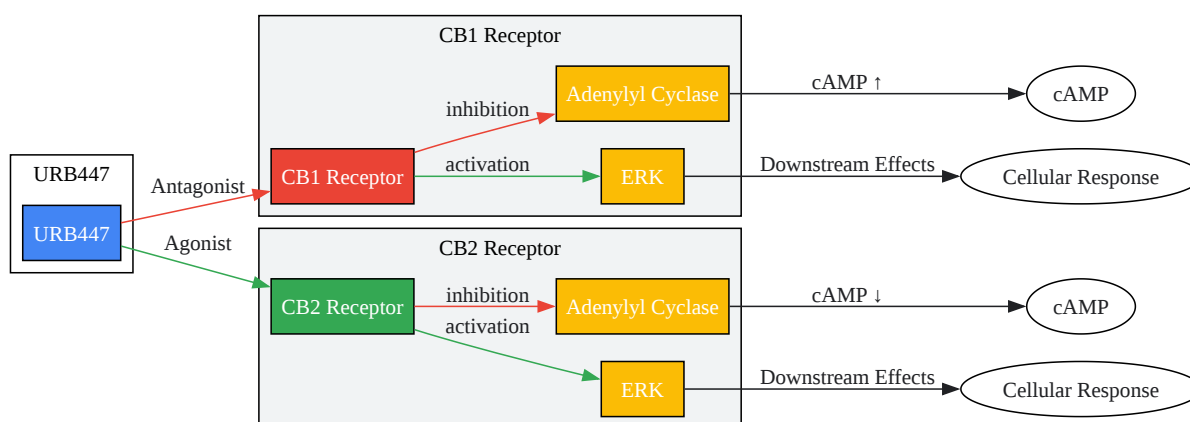 URB447
URB447
Antagonist
Agonist
CB1 Receptor
CB1 Receptor
inhibition
activation
Adenylyl Cyclase
ERK
cAMP ↑
Downstream Effects
cAMP
Cellular Response
CB2 Receptor
CB2 Receptor
inhibition
activation
Adenylyl Cyclase
ERK
cAMP ↓
Downstream Effects
cAMP
Cellular Response